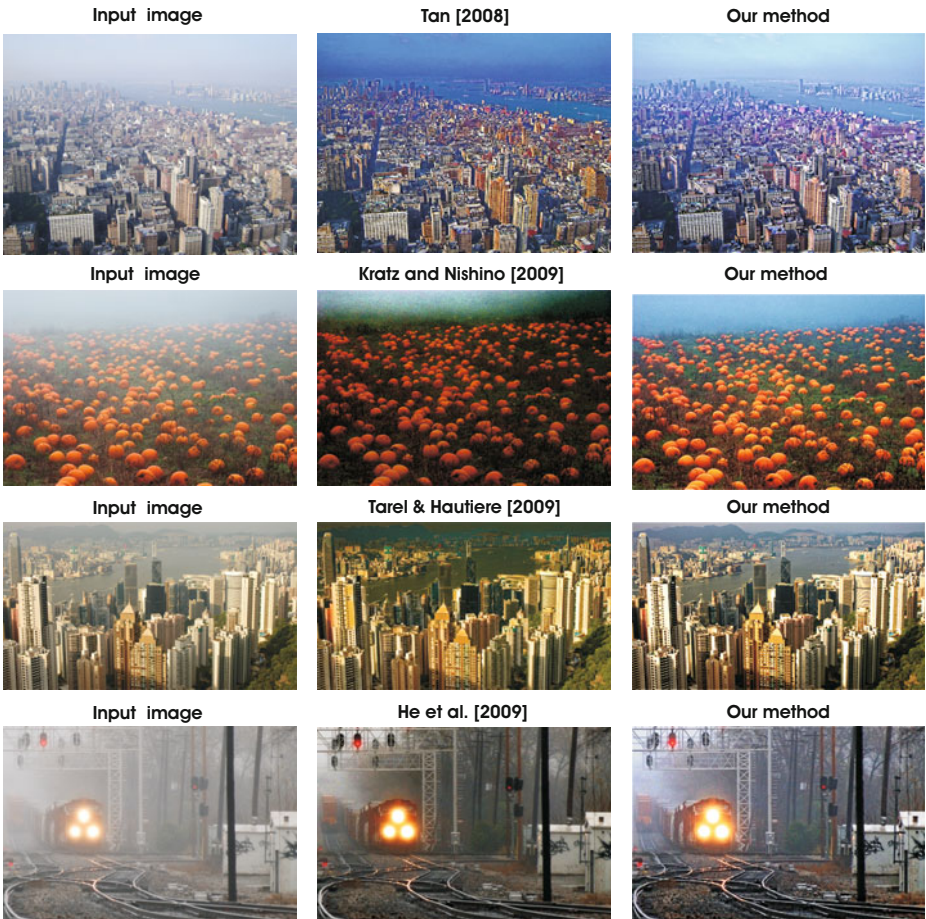 Input image Tan [2008] Our method
Input image Kratz and Nishino [2009] Our method
Input image Tarel & Hautiere [2009] Our method
Input image He et al. [2009] Our method